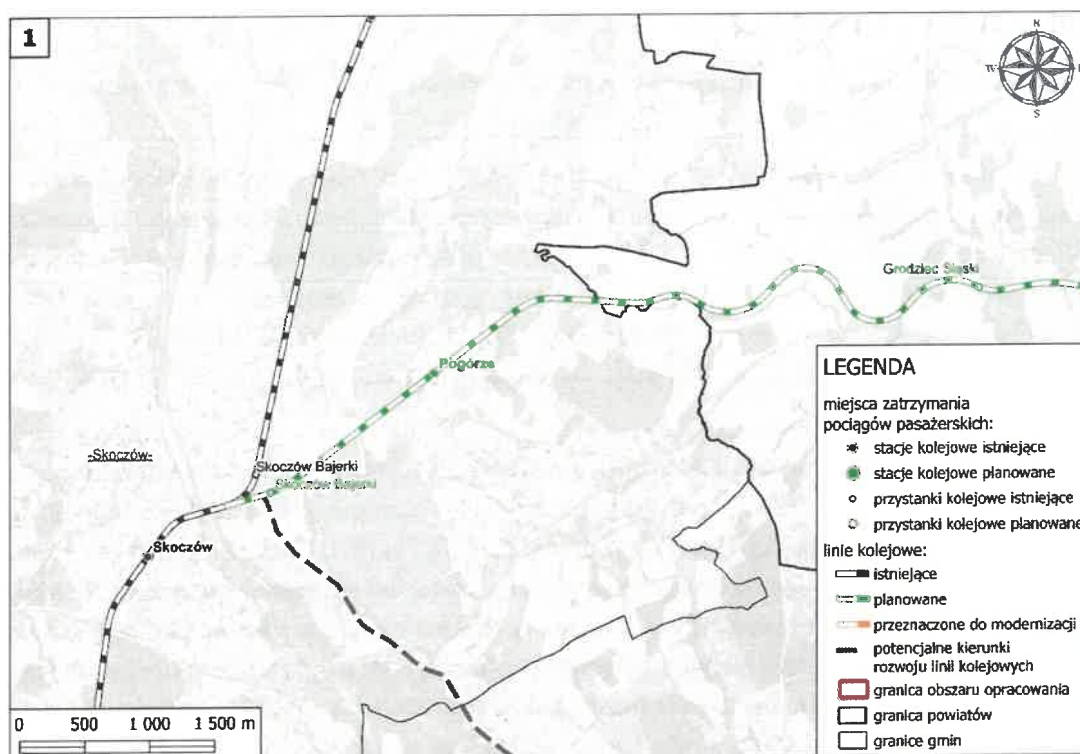 1
N
W
S
Grodziec Śląski
Pogórze
-Skoczów-
Skoczów Bajerki
Skoczów Bajerki
Skoczów
LEGENDA
miejsca zatrzymania
pociągów pasażerskich:
stacje kolejowe istniejące
stacje kolejowe planowane
przystanki kolejowe istniejące
przystanki kolejowe planowane
linie kolejowe:
istniejące
planowane
przeznaczone do modernizacji
potencjalne kierunki
rozwoju linii kolejowych
granica obszaru opracowania
granica powiatów
granice gmin
0 500 1 000 1 500 m